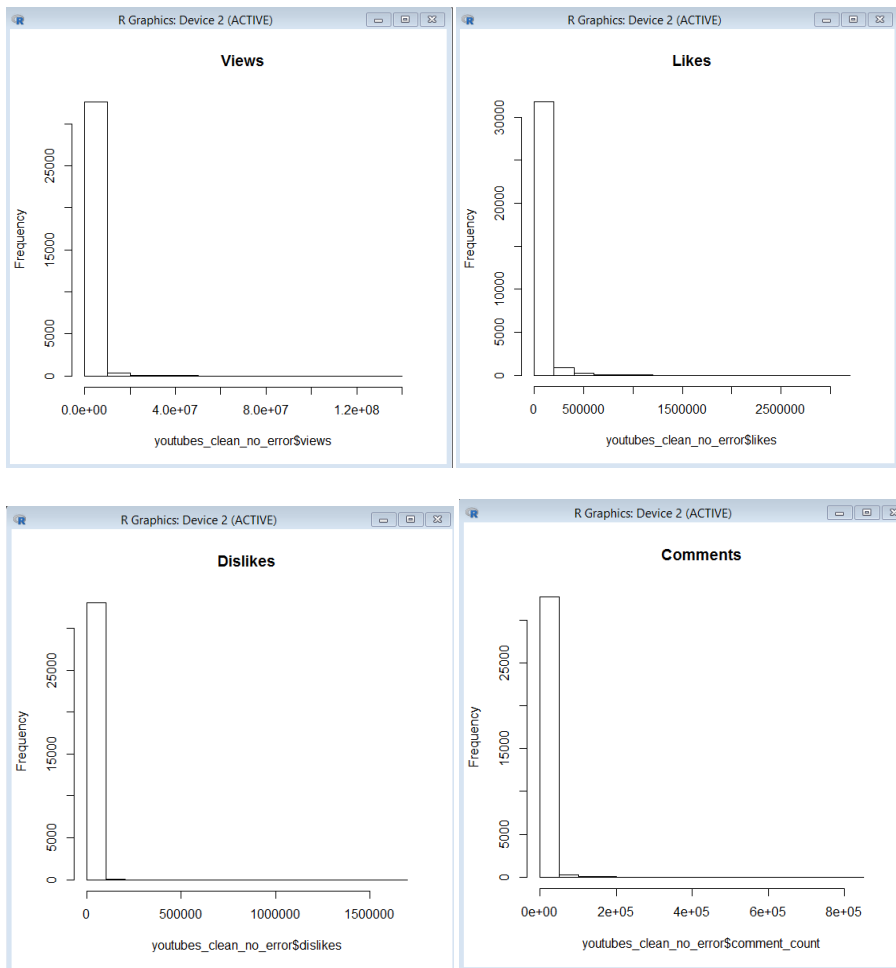 R Graphics: Device 2 (ACTIVE)
Views
Frequency
0
5000
15000
25000
0.0e+00 4.0e+07 8.0e+07 1.2e+08
youtubes_clean_no_error$views
R Graphics: Device 2 (ACTIVE)
Likes
Frequency
0
5000
10000
20000
30000
0 500000 1500000 2500000
youtubes_clean_no_error$likes
R Graphics: Device 2 (ACTIVE)
Dislikes
Frequency
0
5000
15000
25000
0 500000 1000000 1500000
youtubes_clean_no_error$dislikes
R Graphics: Device 2 (ACTIVE)
Comments
Frequency
0
5000
15000
25000
0e+00 2e+05 4e+05 6e+05 8e+05
youtubes_clean_no_error$comment_count